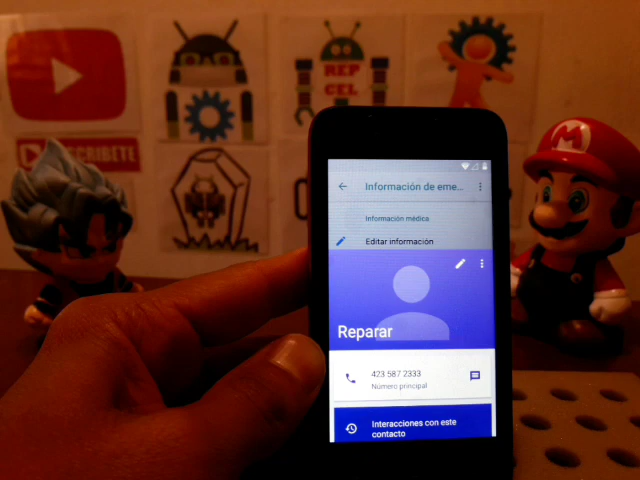 REP
CEL
SUSCRIBETE
M
Información de eme...
Información médica
Editar información
Reparar
423 587 2333
Número principal
Interacciones con este
contacto